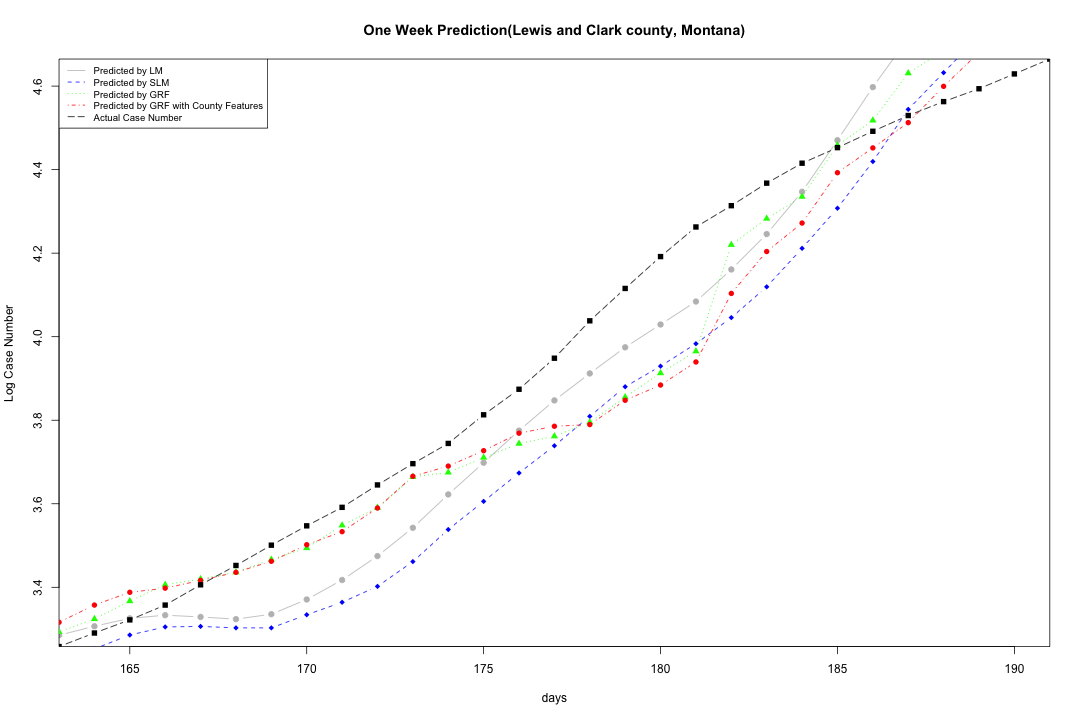 One Week Prediction(Lewis and Clark county, Montana)
Predicted by LM
Predicted by SLM
Predicted by GRF
Predicted by GRF with County Features
Actual Case Number
4.6
4.4
4.2
4.0
3.8
3.6
3.4
Log Case Number
165 170 175 180 185 190
days